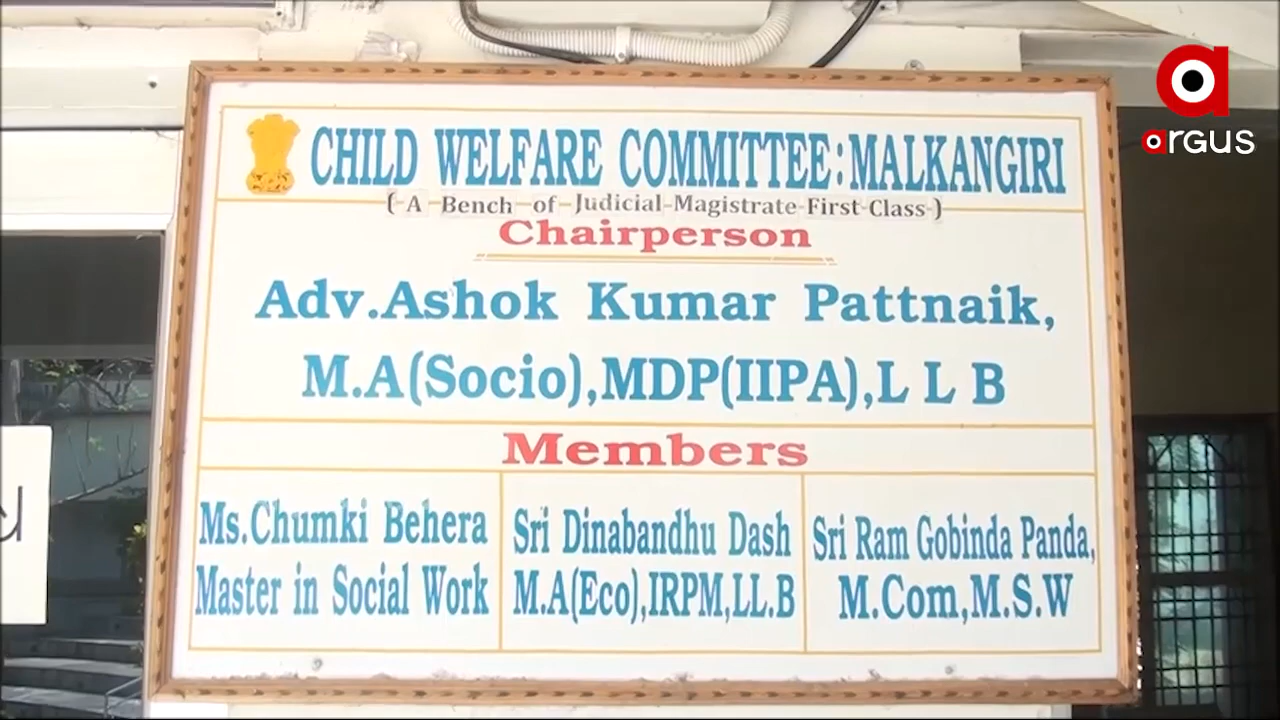 CHILD WELFARE COMMITTEE:MALKANGIRI
( A Bench of Judicial Magistrate First Class )
Chairperson
Adv.Ashok Kumar Pattnaik,
M.A(Socio),MDP(IIPA),L L B
Members
Ms.Chumki Behera
Master in Social Work
Sri Dinabandhu Dash
M.A(Eco),IRPM,LL.B
Sri Ram Gobinda Panda,
M.Com,M.S.W
argus